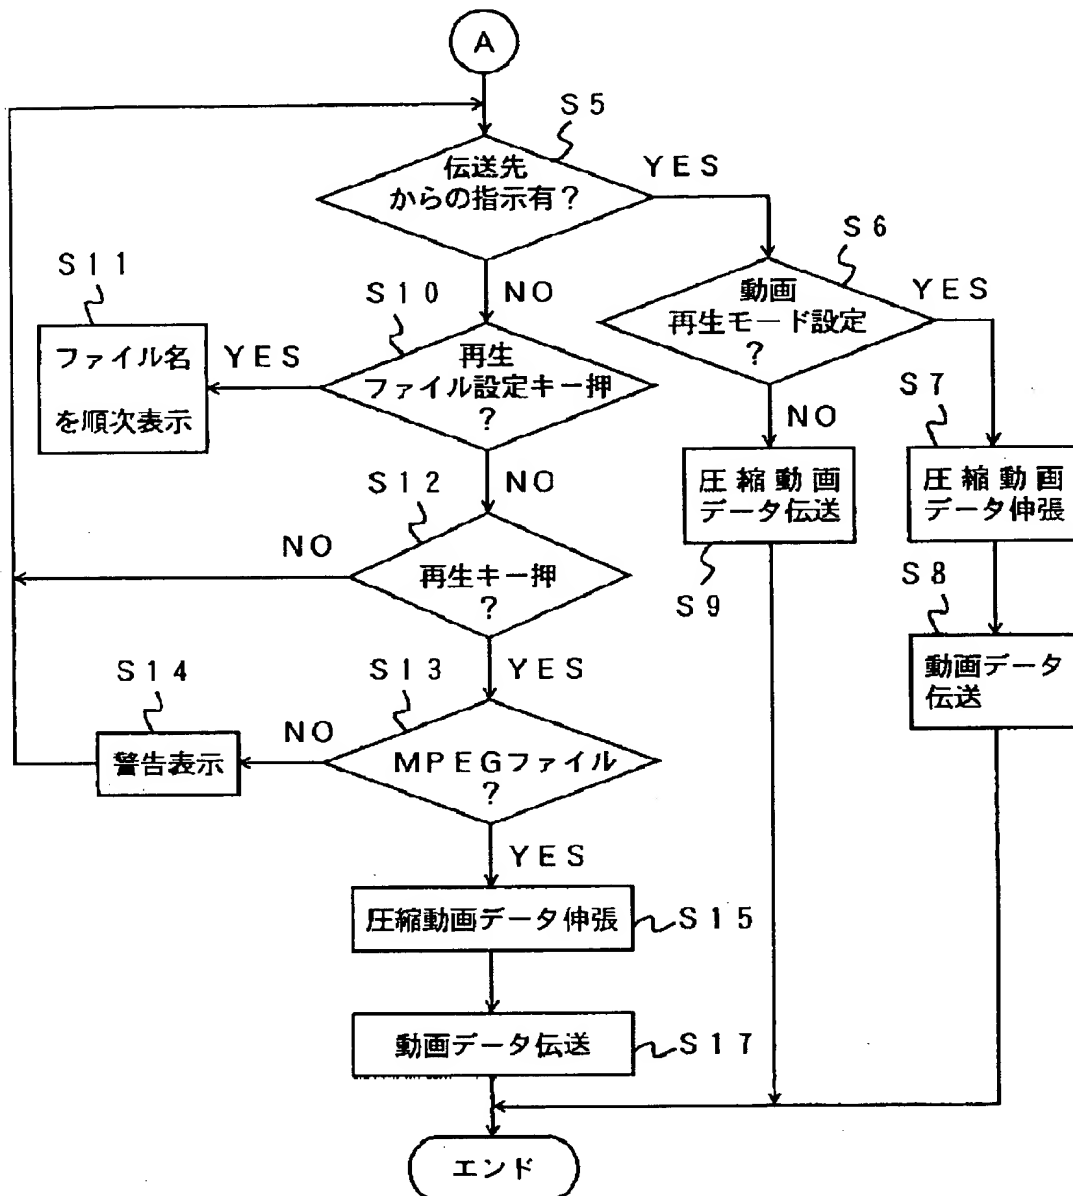 A
S5
伝送先
からの指示有？
YES
S6
NO
動画
再生モード設定
？
YES
S11
S10
ファイル名
を順次表示
YES
再生
ファイル設定キー押
？
NO
S7
圧縮動画
データ伝送
圧縮動画
データ伸張
S9
S8
動画データ
伝送
NO
S12
NO
再生キー押
？
YES
S14
S13
警告表示
NO
MPEGファイル
？
YES
圧縮動画データ伸張
S15
動画データ伝送
S17
エンド